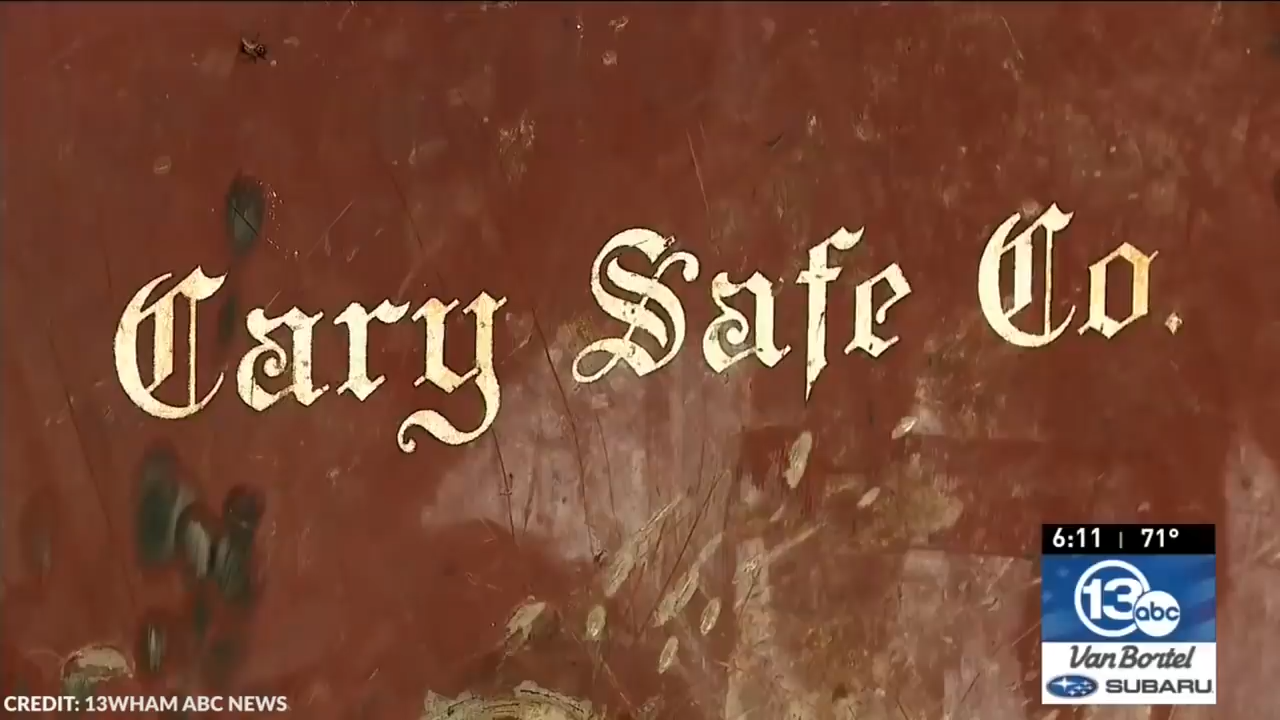 Cary Safe Co.
6:11 | 71°
13 abc
Van Bortel
SUBARU
CREDIT: 13WHAM ABC NEWS